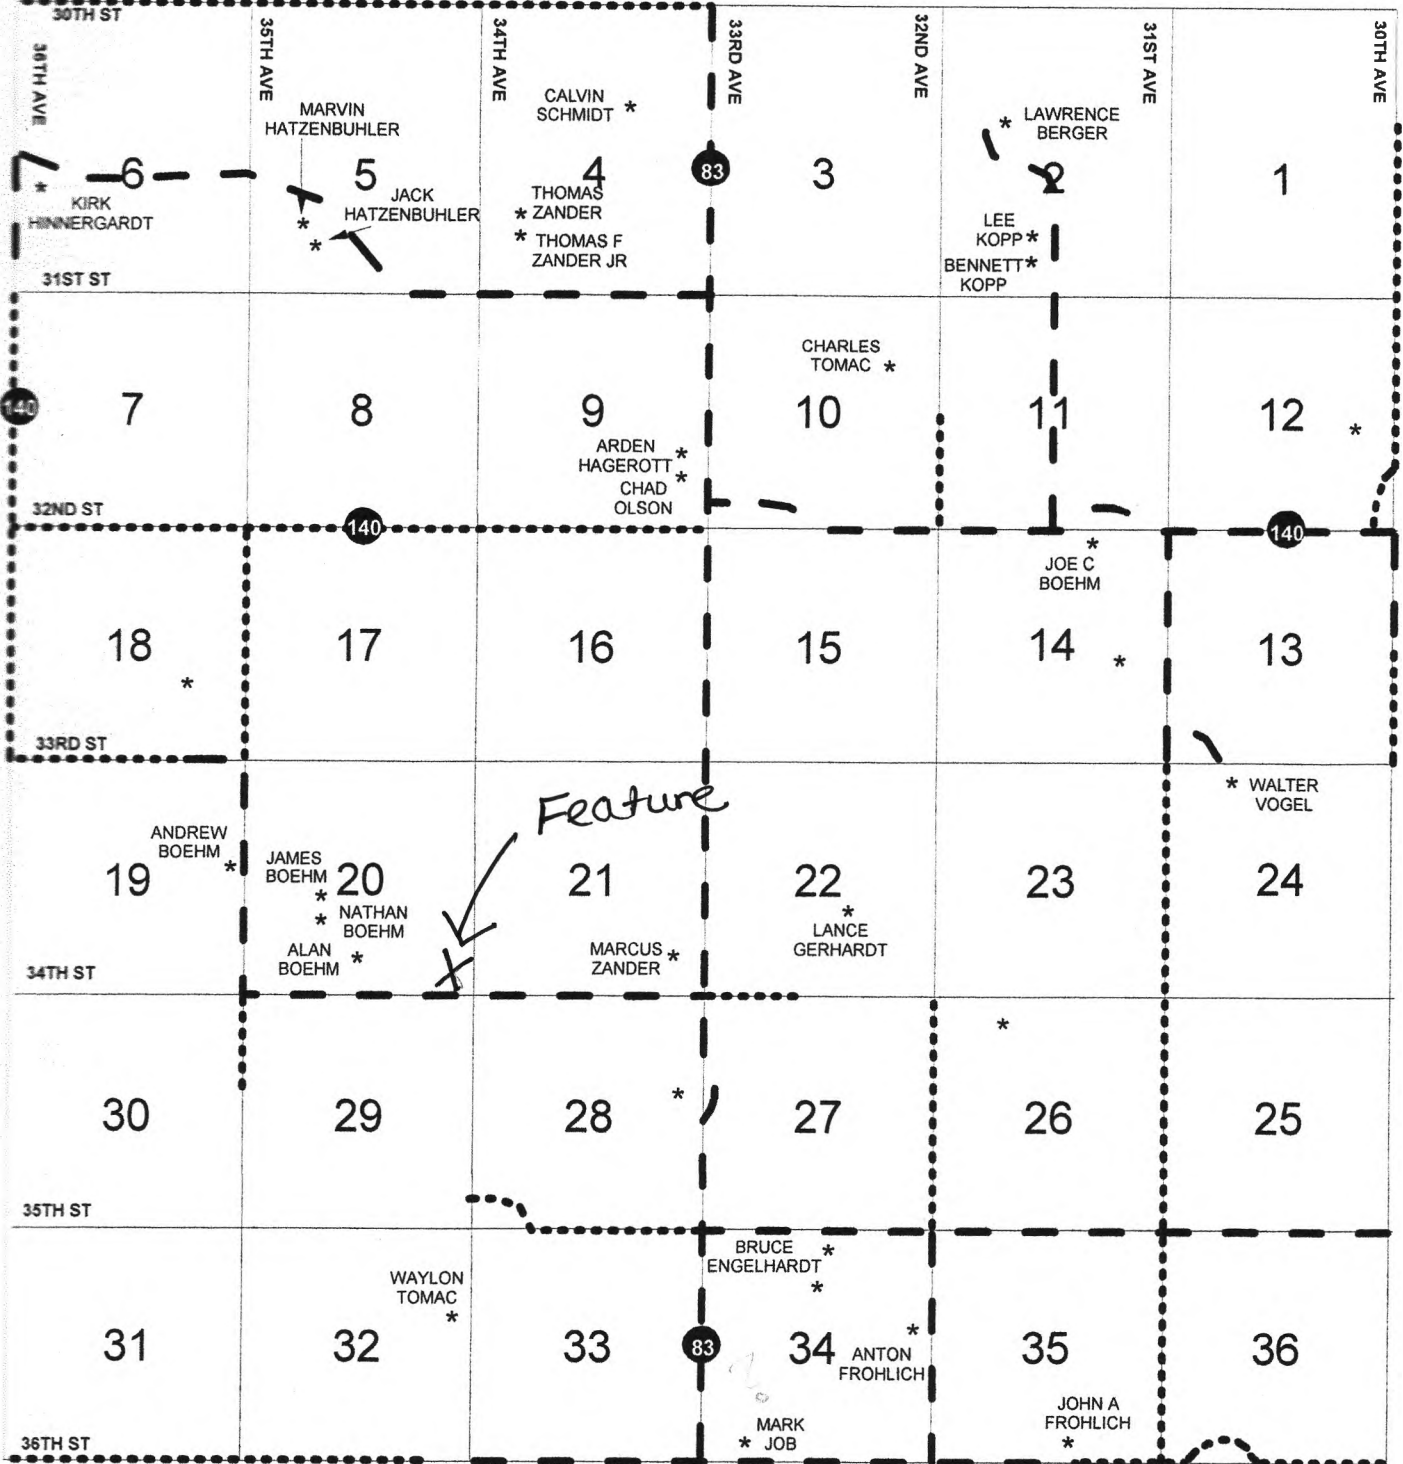 30TH ST
36TH AVE
35TH AVE
34TH AVE
33RD AVE
32ND AVE
31ST AVE
30TH AVE
MARVIN
HATZENBUHLER
CALVIN
SCHMIDT *
* LAWRENCE
BERGER
6
5
4
83
3
2
1
*
KIRK
HINNERGARDT
JACK
HATZENBUHLER
*
*
THOMAS
* ZANDER
* THOMAS F
ZANDER JR
LEE
KOPP *
BENNETT *
KOPP
31ST ST
CHARLES
TOMAC *
140
7
8
9
10
11
12
*
ARDEN *
HAGEROTT
*
CHAD
OLSON
32ND ST
140
140
*
JOE C
BOEHM
18
17
16
15
14
13
*
*
33RD ST
* WALTER
VOGEL
Feature
ANDREW
BOEHM *
19
JAMES
BOEHM
*
20
21
22
23
24
* NATHAN
BOEHM
*
LANCE
GERHARDT
ALAN
BOEHM *
X
MARCUS *
ZANDER
34TH ST
*
*
30
29
28
27
26
25
35TH ST
BRUCE *
ENGELHARDT
*
WAYLON
TOMAC
*
31
32
33
83
34
35
36
*
ANTON
FROHLICH
JOHN A
FROHLICH
*
MARK
* JOB
36TH ST